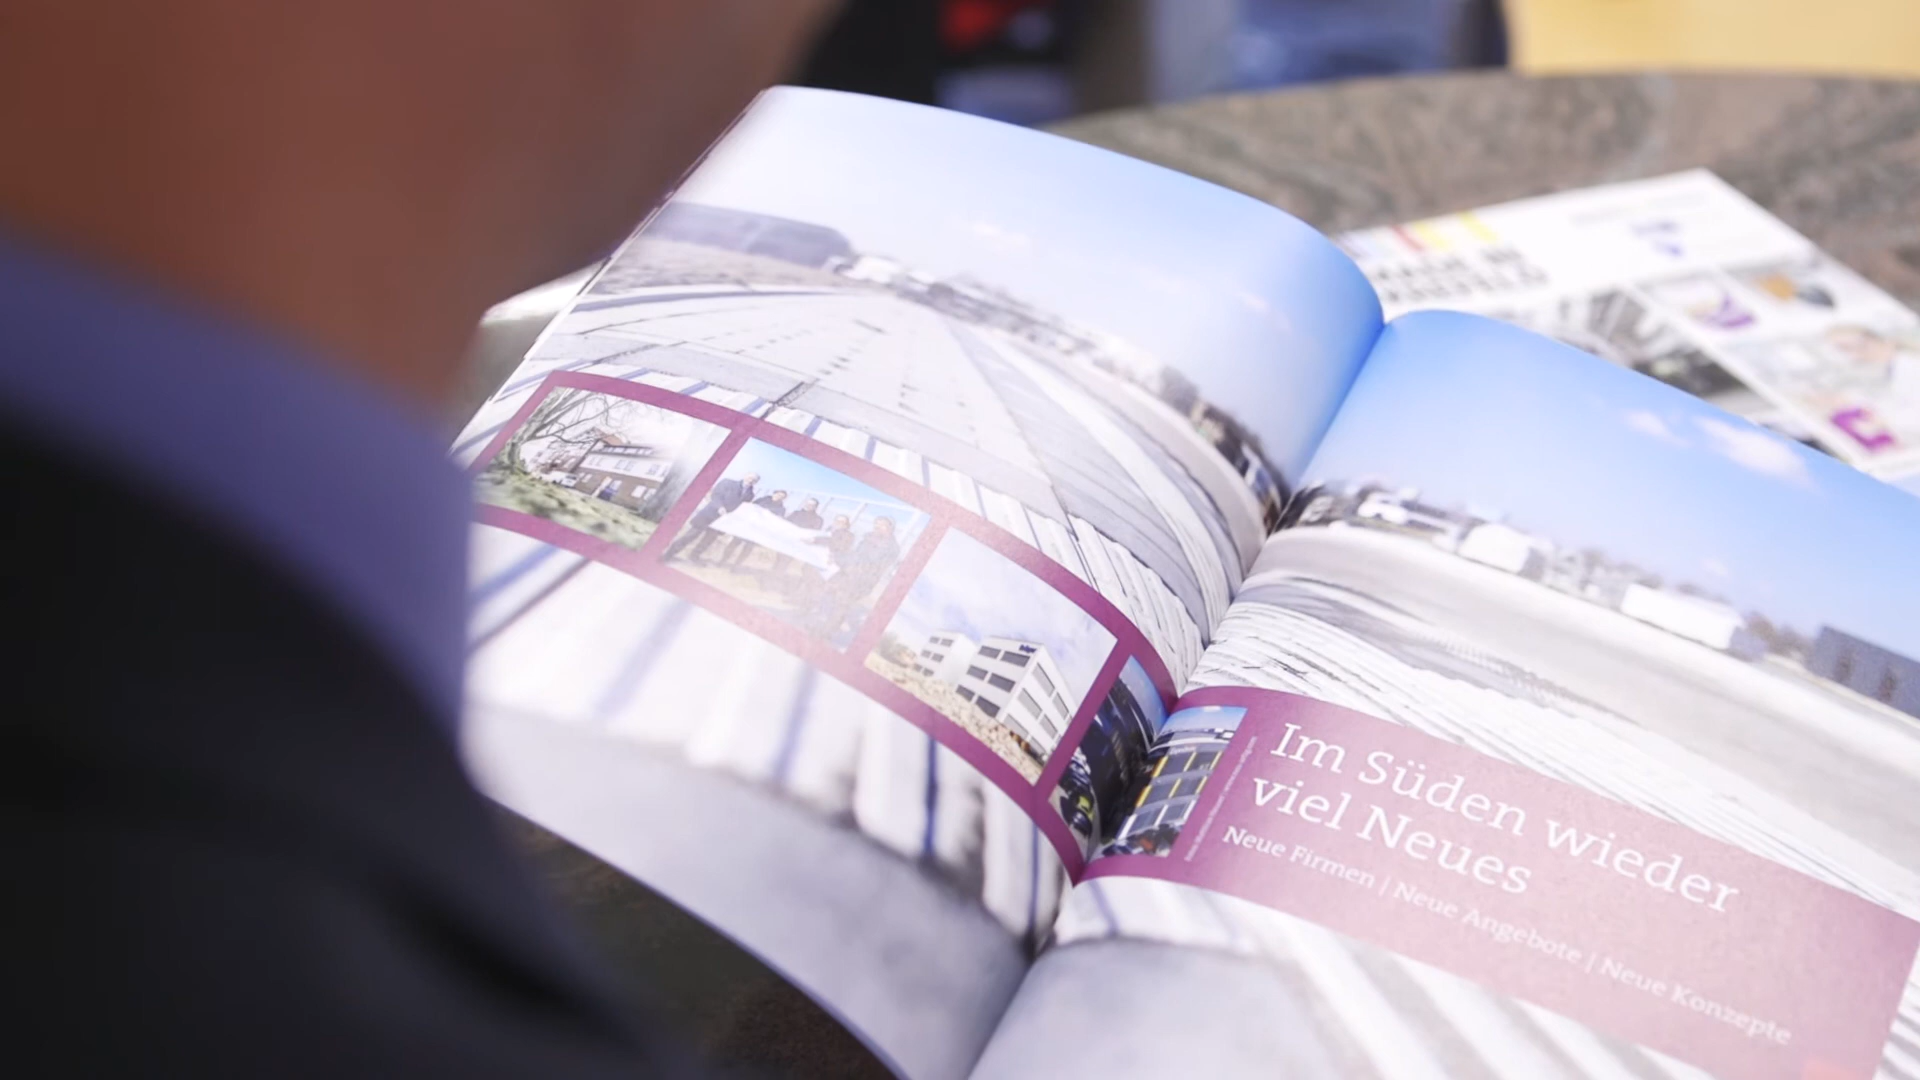 Im Süden wieder
viel Neues
Neue Firmen | Neue Angebote | Neue Konzepte